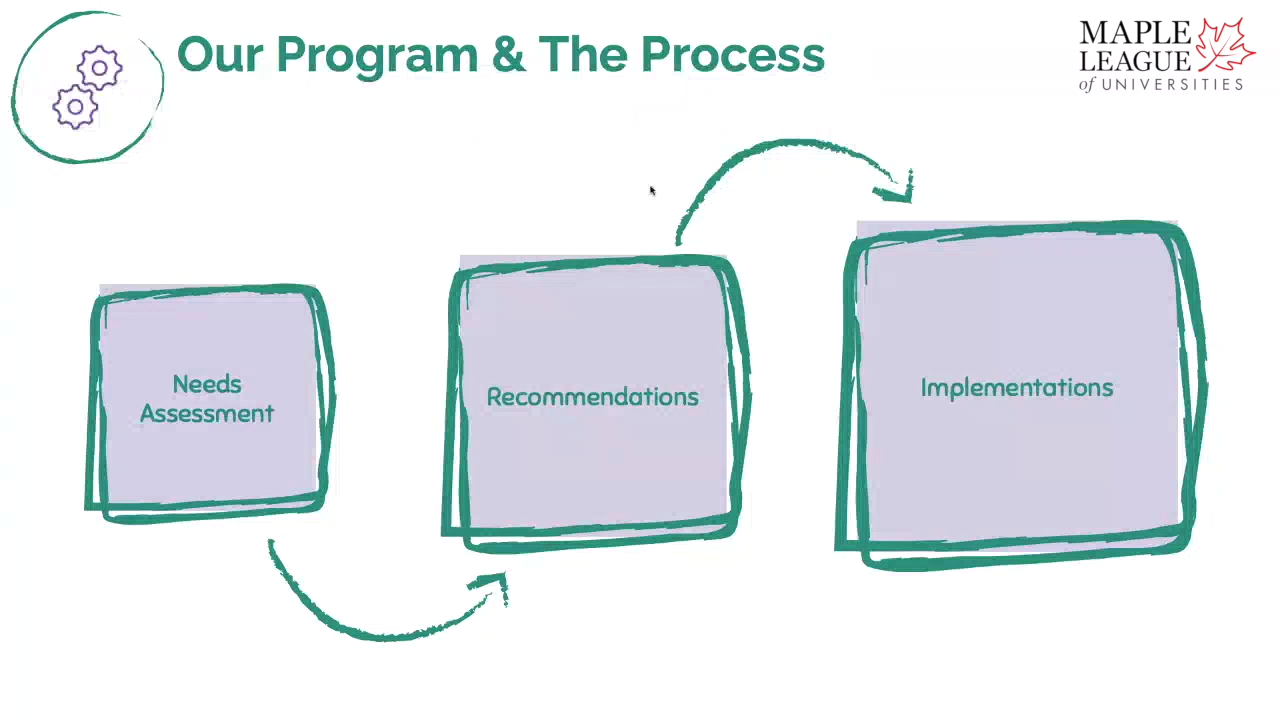 Our Program & The Process
MAPLE
LEAGUE
of UNIVERSITIES
Needs
Assessment
Recommendations
Implementations